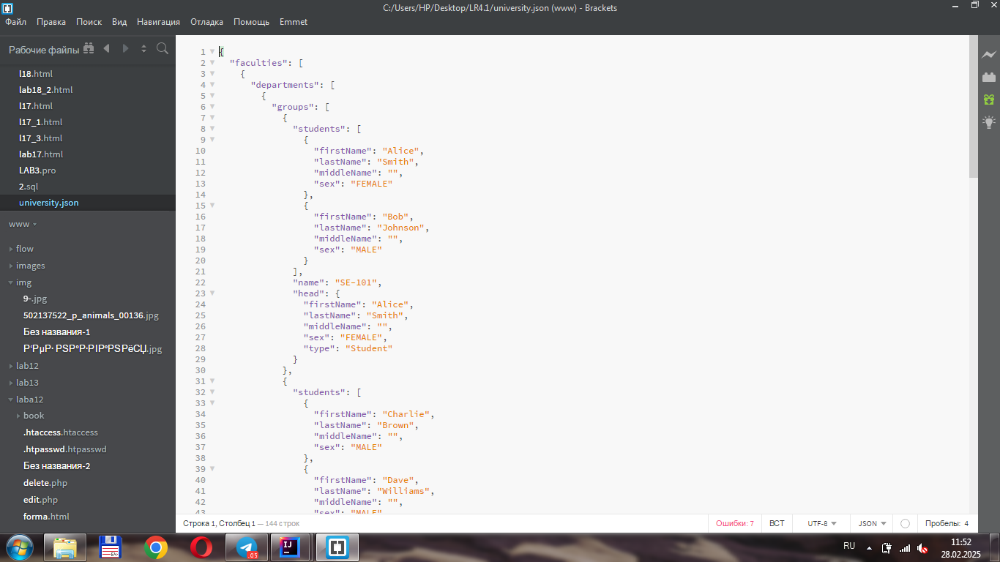 C:/Users/HP/Desktop/LR4.1/university.json (www) - Brackets
Файл Правка Поиск Вид Навигация Отладка Помощь Emmet
Рабочие файлы
l18.html
lab18_2.html
l17.html
l17_1.html
l17_3.html
lab17.html
LAB3.pro
2.sql
university.json
www
flow
images
img
9-.jpg
502137522_p_animals_00136.jpg
Без названия-1
Р‘РµР· РЅР°Р·РІР°РЅРёСЏ.jpg
lab12
lab13
laba12
book
.htaccess.htaccess
.htpasswd.htpasswd
Без названия-2
delete.php
edit.php
forma.html
1 {
2 "faculties": [
3 {
4 "departments": [
5 {
6 "groups": [
7 {
8 "students": [
9 {
10 "firstName": "Alice",
11 "lastName": "Smith",
12 "middleName": "",
13 "sex": "FEMALE"
14 },
15 {
16 "firstName": "Bob",
17 "lastName": "Johnson",
18 "middleName": "",
19 "sex": "MALE"
20 }
21 ],
22 "name": "SE-101",
23 "head": {
24 "firstName": "Alice",
25 "lastName": "Smith",
26 "middleName": "",
27 "sex": "FEMALE",
28 "type": "Student"
29 }
30 },
31 {
32 "students": [
33 {
34 "firstName": "Charlie",
35 "lastName": "Brown",
36 "middleName": "",
37 "sex": "MALE"
38 },
39 {
40 "firstName": "Dave",
41 "lastName": "Williams",
42 "middleName": "",
43 "sex": "MALE"
Строка 1, Столбец 1 — 144 строк
Ошибки: 7 ВСТ UTF-8 JSON Пробелы: 4
64
.05
IJ
RU
11:52
28.02.2025